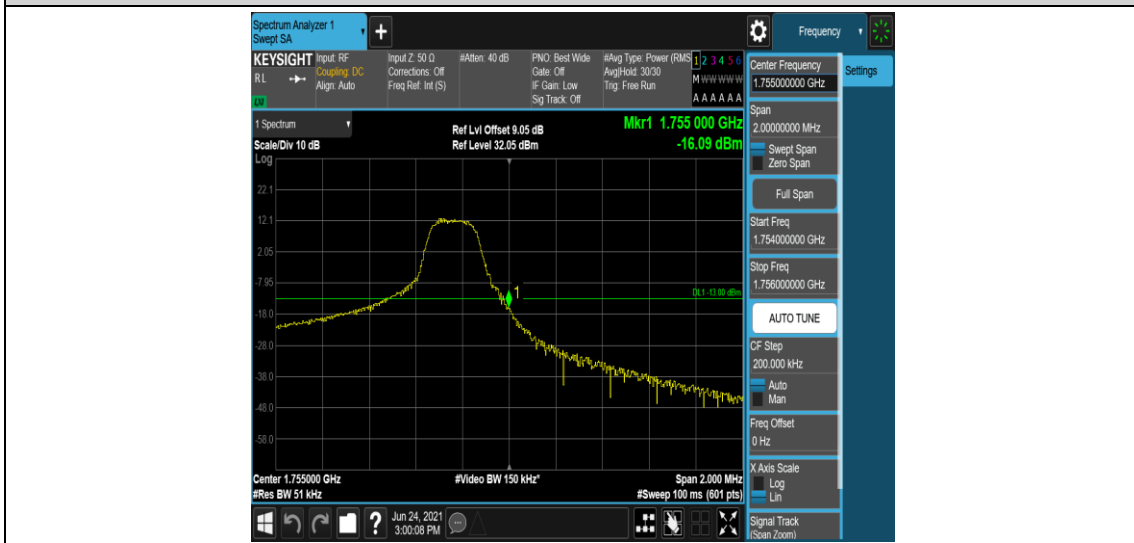 Spectrum Analyzer 1
Swept SA
+
Frequency
KEYSIGHT
RL
LXI
Input: RF
Coupling: DC
Align: Auto
Input Z: 50 Ω
Corrections: Off
Freq Ref: Int (S)
#Atten: 40 dB
PNO: Best Wide
Gate: Off
IF Gain: Low
Sig Track: Off
#Avg Type: Power (RMS
Avg|Hold: 30/30
Trig: Free Run
1 2 3 4 5 6
M W W W W W
A A A A A A
1 Spectrum
Scale/Div 10 dB
Ref Lvl Offset 9.05 dB
Ref Level 32.05 dBm
Mkr1 1.755 000 GHz
-16.09 dBm
Log
22.1
12.1
2.05
-7.95
-18.0
-28.0
-38.0
-48.0
-58.0
1
DL1 -13.00 dBm
Center 1.755000 GHz
#Res BW 51 kHz
#Video BW 150 kHz*
Span 2.000 MHz
#Sweep 100 ms (601 pts)
Center Frequency
1.755000000 GHz
Settings
Span
2.00000000 MHz
Swept Span
Zero Span
Full Span
Start Freq
1.754000000 GHz
Stop Freq
1.756000000 GHz
AUTO TUNE
CF Step
200.000 kHz
Auto
Man
Freq Offset
0 Hz
X Axis Scale
Log
Lin
Signal Track
(Span Zoom)
?
Jun 24, 2021
3:00:08 PM